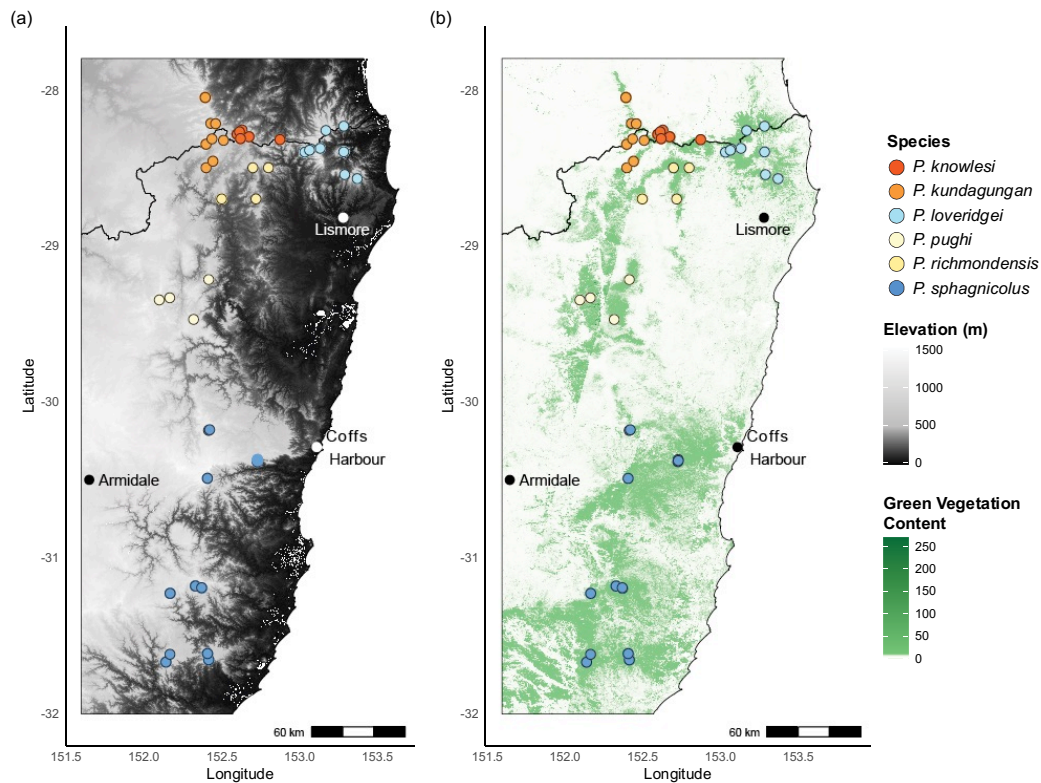 (a)
(b)
-28
-29
-30
-31
-32
Latitude
Lismore
Coffs
Harbour
Armidale
60 km
151.5
152.0
152.5
153.0
153.5
Longitude
-28
-29
-30
-31
-32
Latitude
Lismore
Coffs
Harbour
Armidale
60 km
151.5
152.0
152.5
153.0
153.5
Longitude
Species
P. knowlesi
P. kundagungan
P. loveridgei
P. pughi
P. richmondensis
P. sphagnicolus
Elevation (m)
1500
1000
500
0
Green Vegetation
Content
250
200
150
100
50
0